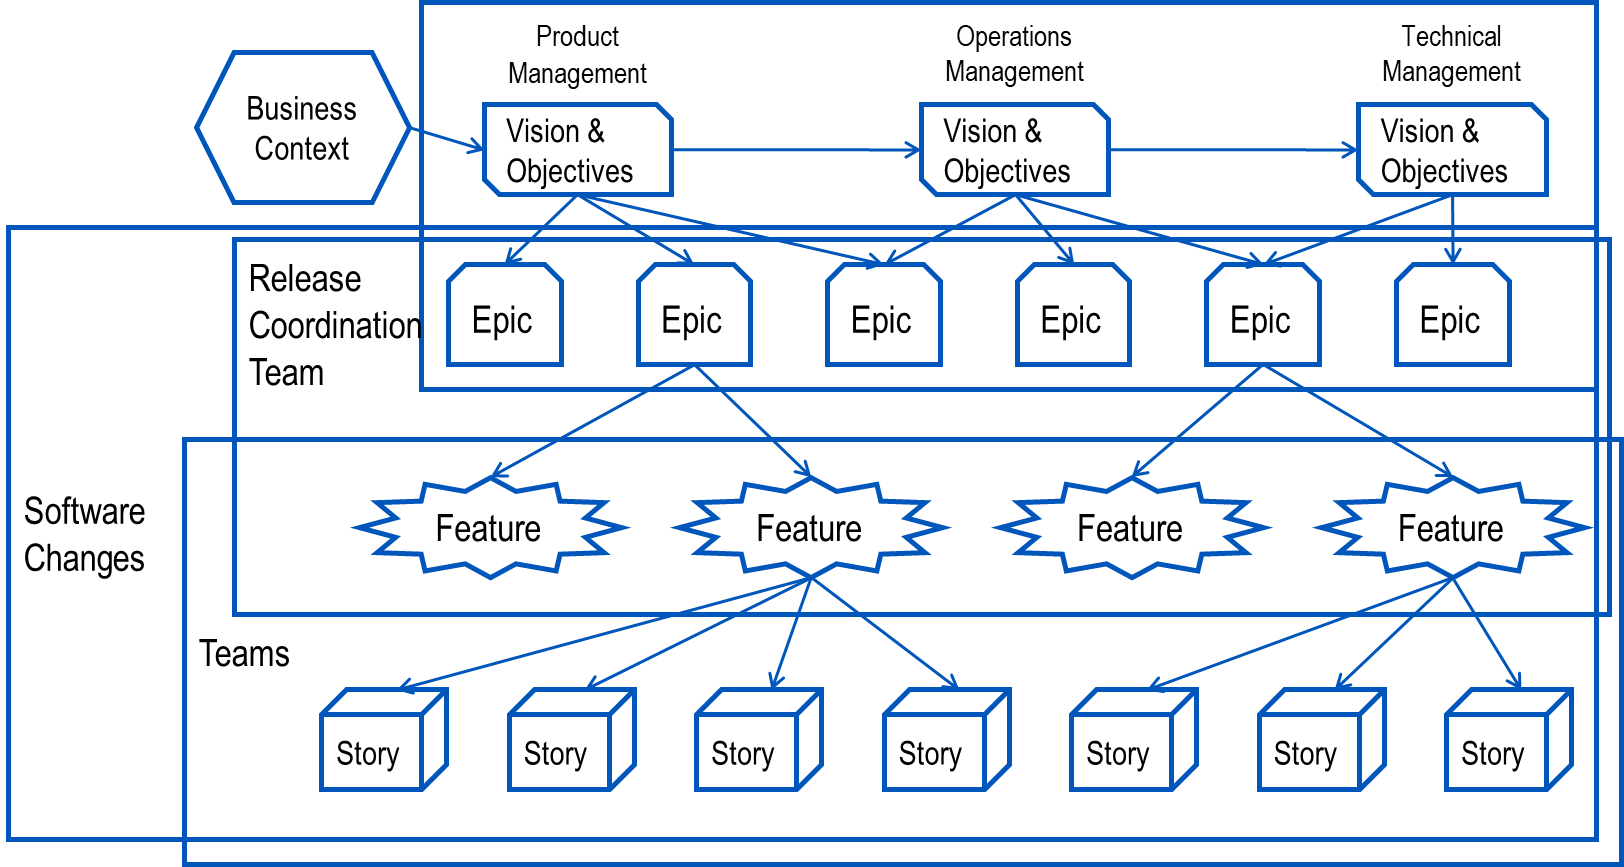 Product
Management
Operations
Management
Technical
Management
Business
Context
Vision &
Objectives
Vision &
Objectives
Vision &
Objectives
Release
Coordination
Team
Epic
Epic
Epic
Epic
Epic
Epic
Software
Changes
Feature
Feature
Feature
Feature
Teams
Story
Story
Story
Story
Story
Story
Story